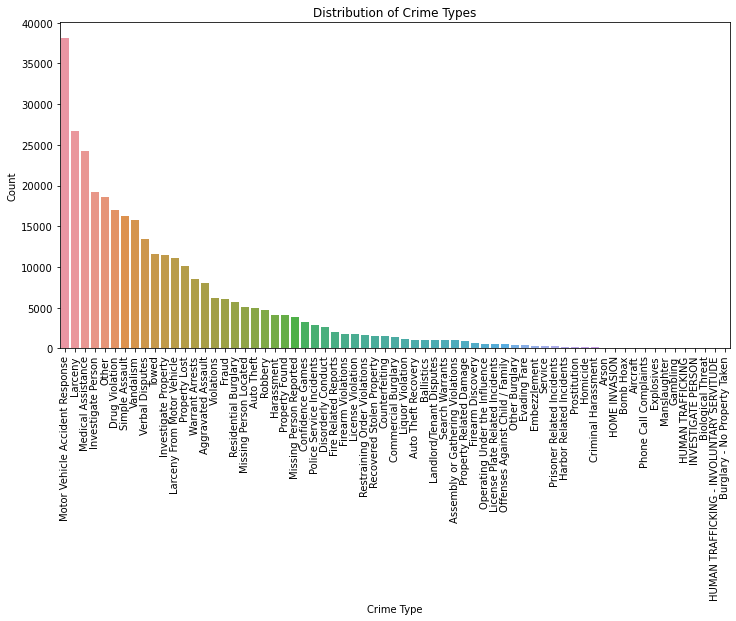 Distribution of Crime Types
40000
35000
30000
25000
20000
15000
10000
5000
0
Count
Motor Vehicle Accident Response
Larceny
Medical Assistance
Investigate Person
Other
Drug Violation
Simple Assault
Vandalism
Verbal Disputes
Towed
Investigate Property
Larceny From Motor Vehicle
Property Lost
Warrant Arrests
Aggravated Assault
Violations
Fraud
Residential Burglary
Missing Person Located
Auto Theft
Robbery
Harassment
Property Found
Missing Person Reported
Confidence Games
Police Service Incidents
Disorderly Conduct
Fire Related Reports
Firearm Violations
License Violation
Restraining Order Violations
Recovered Stolen Property
Counterfeiting
Commercial Burglary
Liquor Violation
Auto Theft Recovery
Ballistics
Landlord/Tenant Disputes
Search Warrants
Assembly or Gathering Violations
Property Related Damage
Firearm Discovery
Operating Under the Influence
License Plate Related Incidents
Offenses Against Child / Family
Other Burglary
Evading Fare
Embezzlement
Service
Prisoner Related Incidents
Harbor Related Incidents
Prostitution
Homicide
Criminal Harassment
Arson
HOME INVASION
Bomb Hoax
Aircraft
Phone Call Complaints
Explosives
Manslaughter
Gambling
HUMAN TRAFFICKING
INVESTIGATE PERSON
Biological Threat
HUMAN TRAFFICKING - INVOLUNTARY SERVITUDE
Burglary - No Property Taken
Crime Type